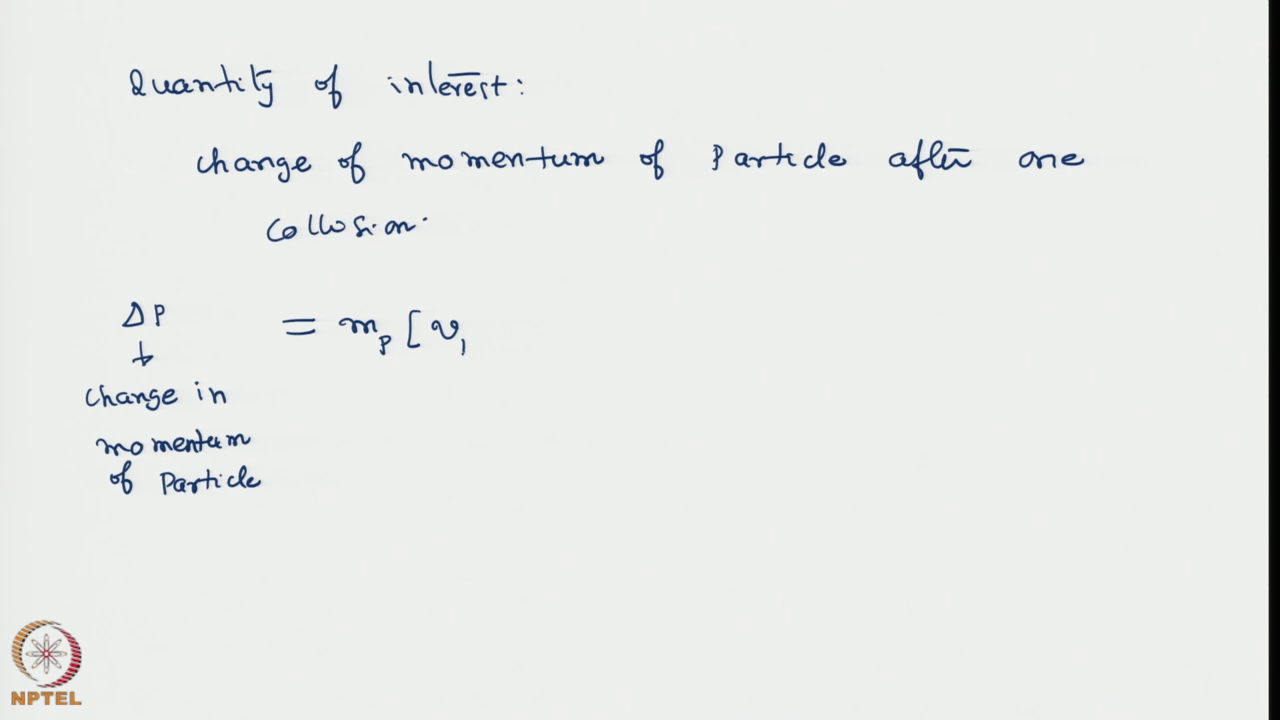 Quantity of interest:
change of momentum of Particle after one
collosion.
ΔP = m_p [v_1
↓
change in
momentum
of Particle
NPTEL